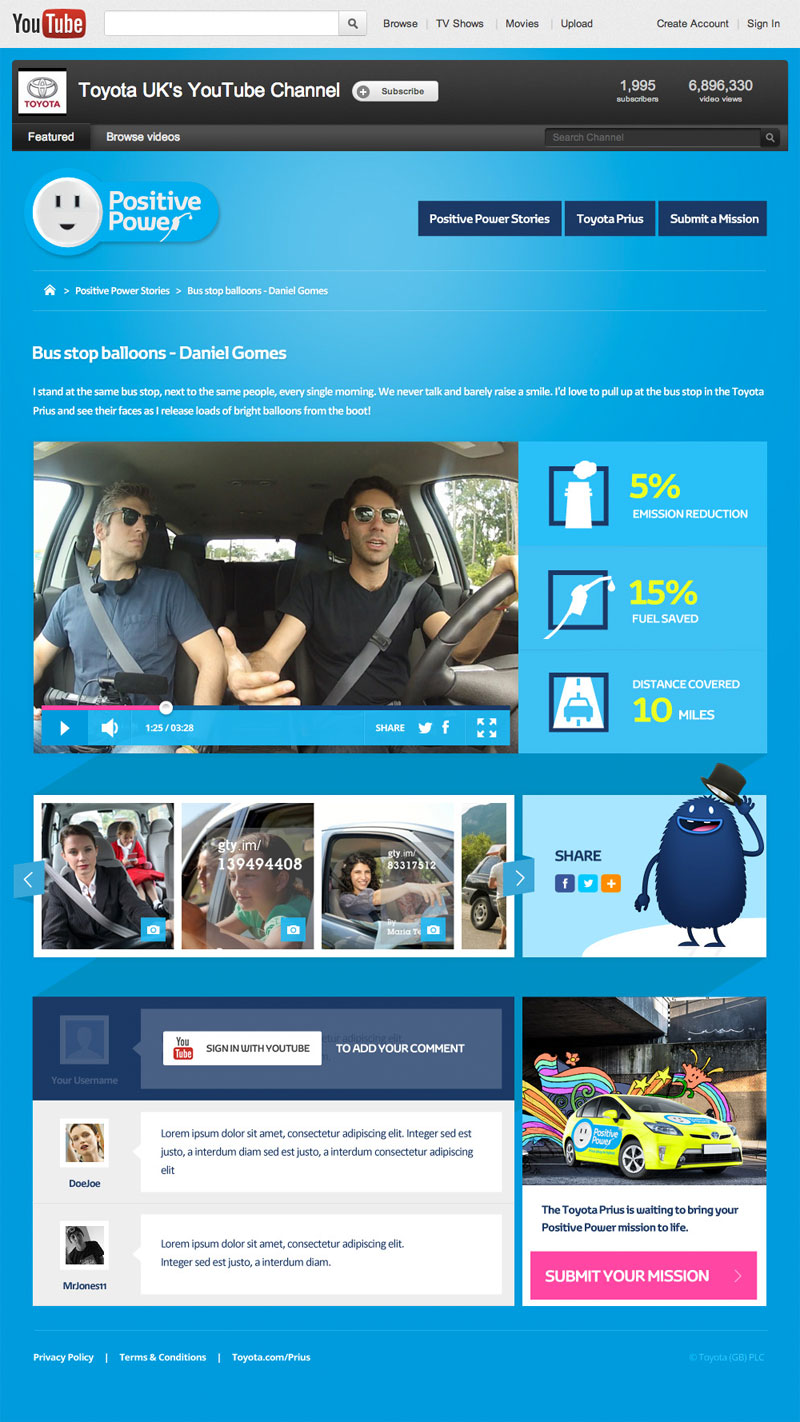 YouTube
Browse | TV Shows | Movies | Upload
Create Account | Sign In
TOYOTA
Toyota UK's YouTube Channel
Subscribe
1,995
subscribers
6,896,330
video views
Featured
Browse videos
Search Channel
Positive
Power
Positive Power Stories
Toyota Prius
Submit a Mission
> Positive Power Stories > Bus stop balloons - Daniel Gomes
Bus stop balloons - Daniel Gomes
I stand at the same bus stop, next to the same people, every single morning. We never talk and barely raise a smile. I'd love to pull up at the bus stop in the Toyota
Prius and see their faces as I release loads of bright balloons from the boot!
5%
EMISSION REDUCTION
15%
FUEL SAVED
DISTANCE COVERED
10 MILES
1:25 / 03:28
SHARE
gty.im/
139494408
gty.im/
83317512
By
Maria Te
SHARE
Your Username
adipiscing elit.
YouTube
SIGN IN WITH YOUTUBE
TO ADD YOUR COMMENT
DoeJoe
Lorem ipsum dolor sit amet, consectetur adipiscing elit. Integer sed est
justo, a interdum diam sed est justo, a interdum consectetur adipiscing
elit
MrJones11
Lorem ipsum dolor sit amet, consectetur adipiscing elit.
Integer sed est justo, a interdum diam.
Positive
Power
The Toyota Prius is waiting to bring your
Positive Power mission to life.
SUBMIT YOUR MISSION
Privacy Policy | Terms & Conditions | Toyota.com/Prius
© Toyota (GB) PLC